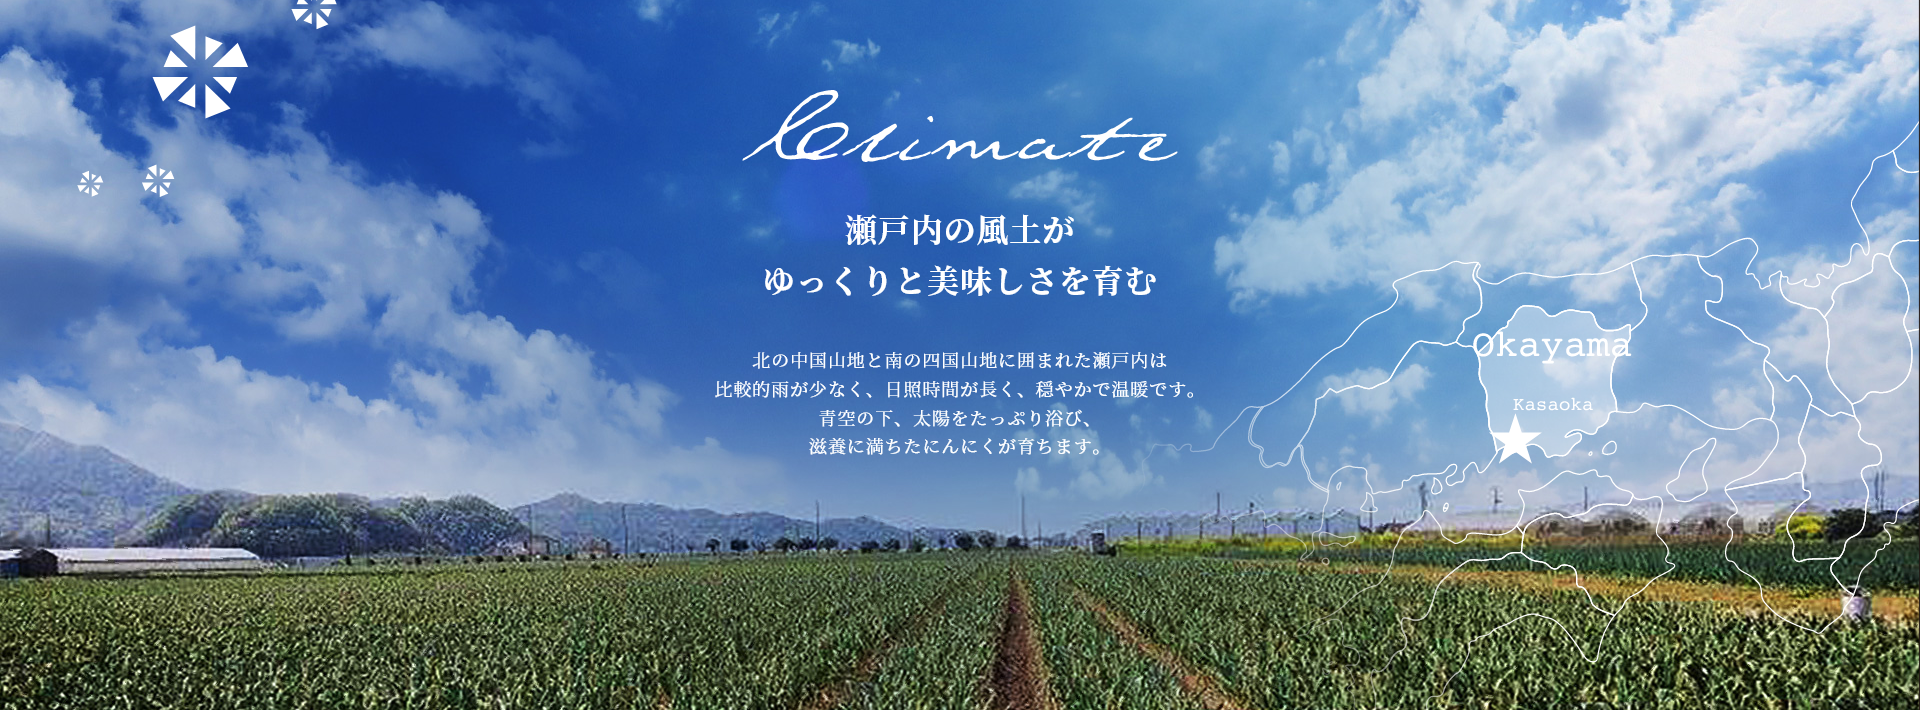 Climate
瀬戸内の風土が
ゆっくりと美味しさを育む
北の中国山地と南の四国山地に囲まれた瀬戸内は
比較的雨が少なく、日照時間が長く、穏やかで温暖です。
青空の下、太陽をたっぷり浴び、
滋養に満ちたにんにくが育ちます。
Okayama
Kasaoka